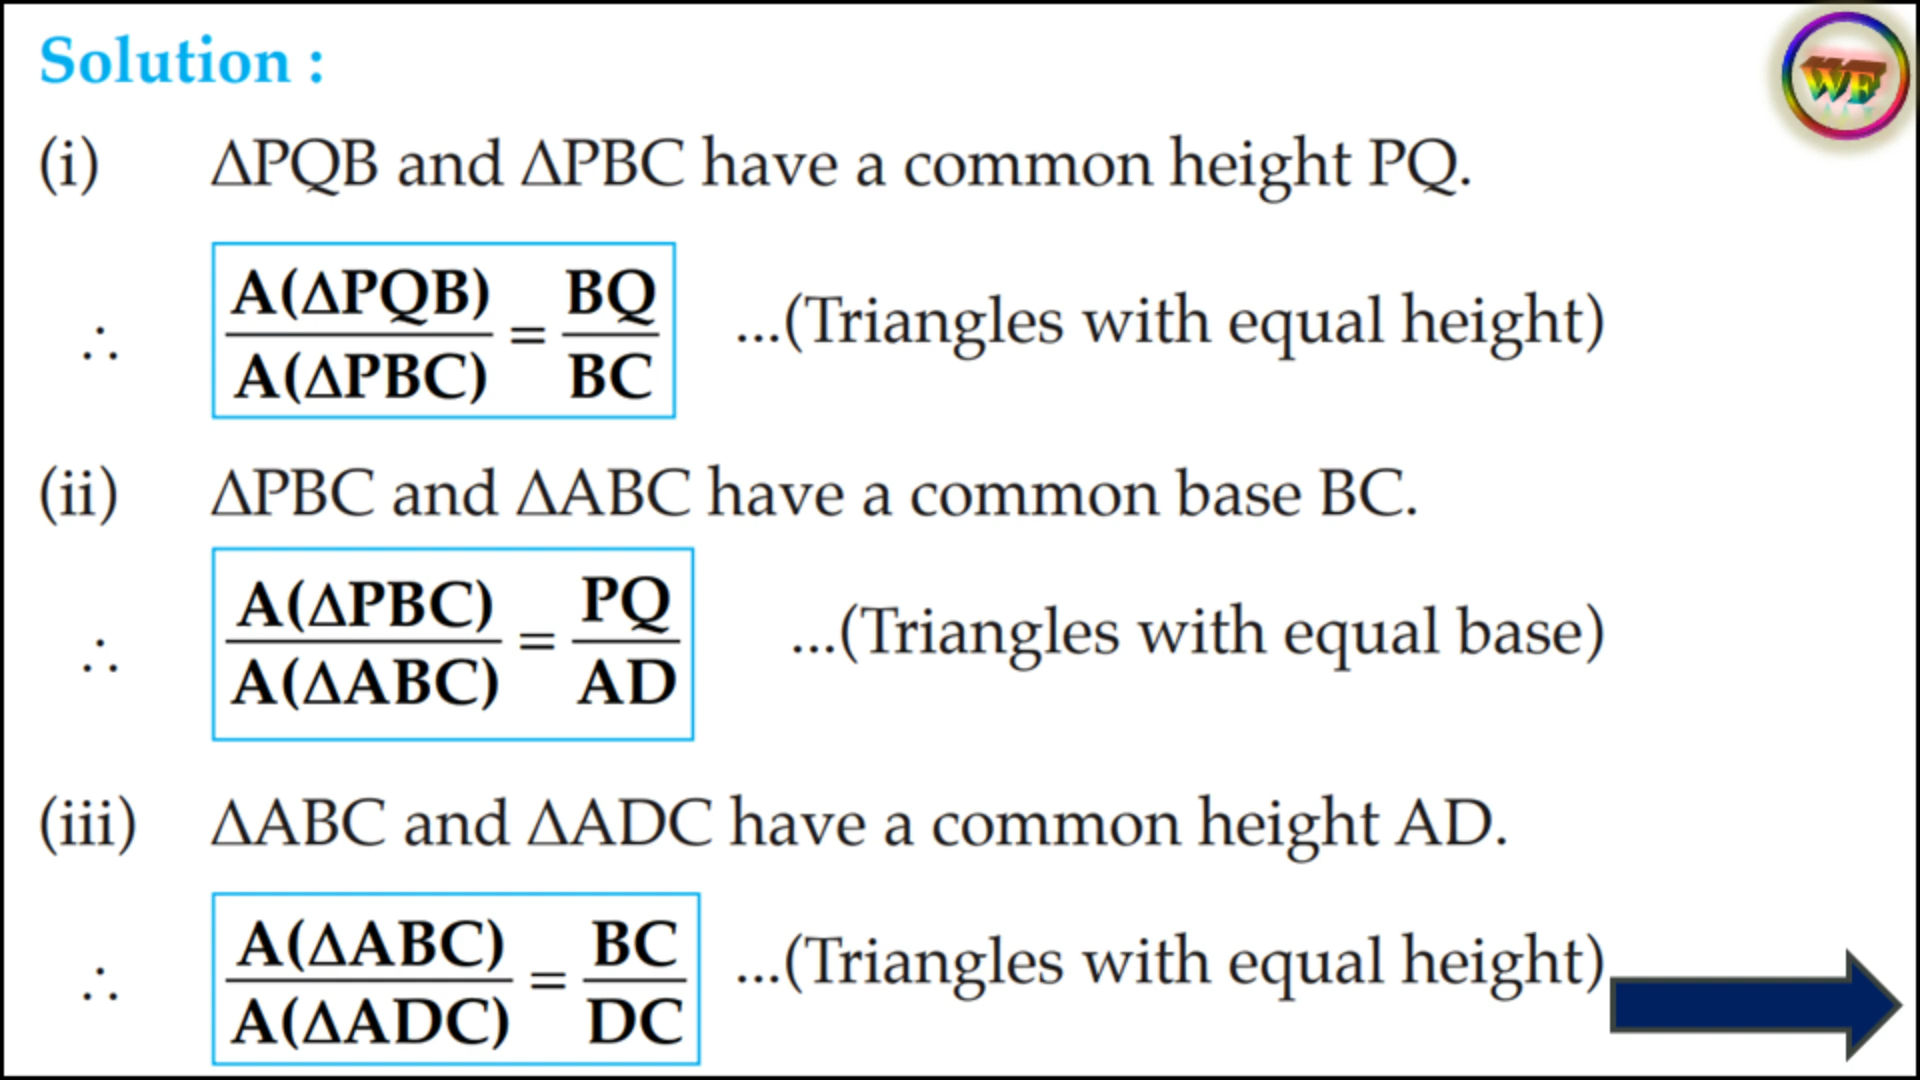 Solution :
WE
(i) ΔPQB and ΔPBC have a common height PQ.
∴ A(ΔPQB)/A(ΔPBC) = BQ/BC ...(Triangles with equal height)
(ii) ΔPBC and ΔABC have a common base BC.
∴ A(ΔPBC)/A(ΔABC) = PQ/AD ...(Triangles with equal base)
(iii) ΔABC and ΔADC have a common height AD.
∴ A(ΔABC)/A(ΔADC) = BC/DC ...(Triangles with equal height)